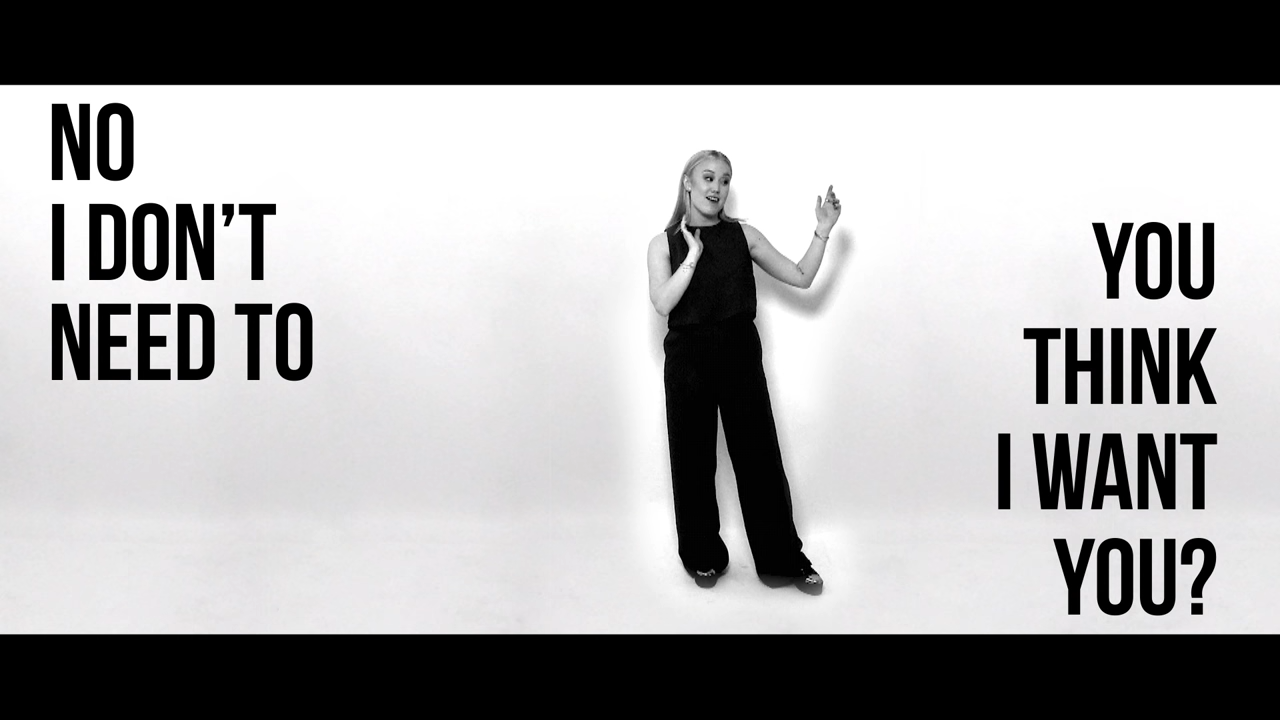 NO
I DON’T
NEED TO
YOU
THINK
I WANT
YOU?